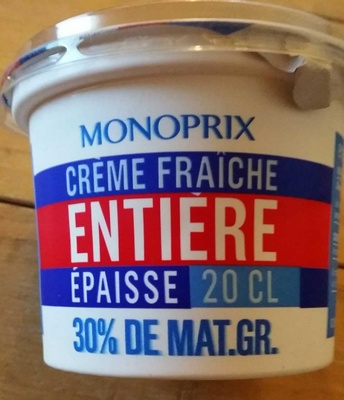 MONOPRIX
CRÈME FRAÎCHE
ENTIÈRE
ÉPAISSE 20 CL
30% DE MAT.GR.